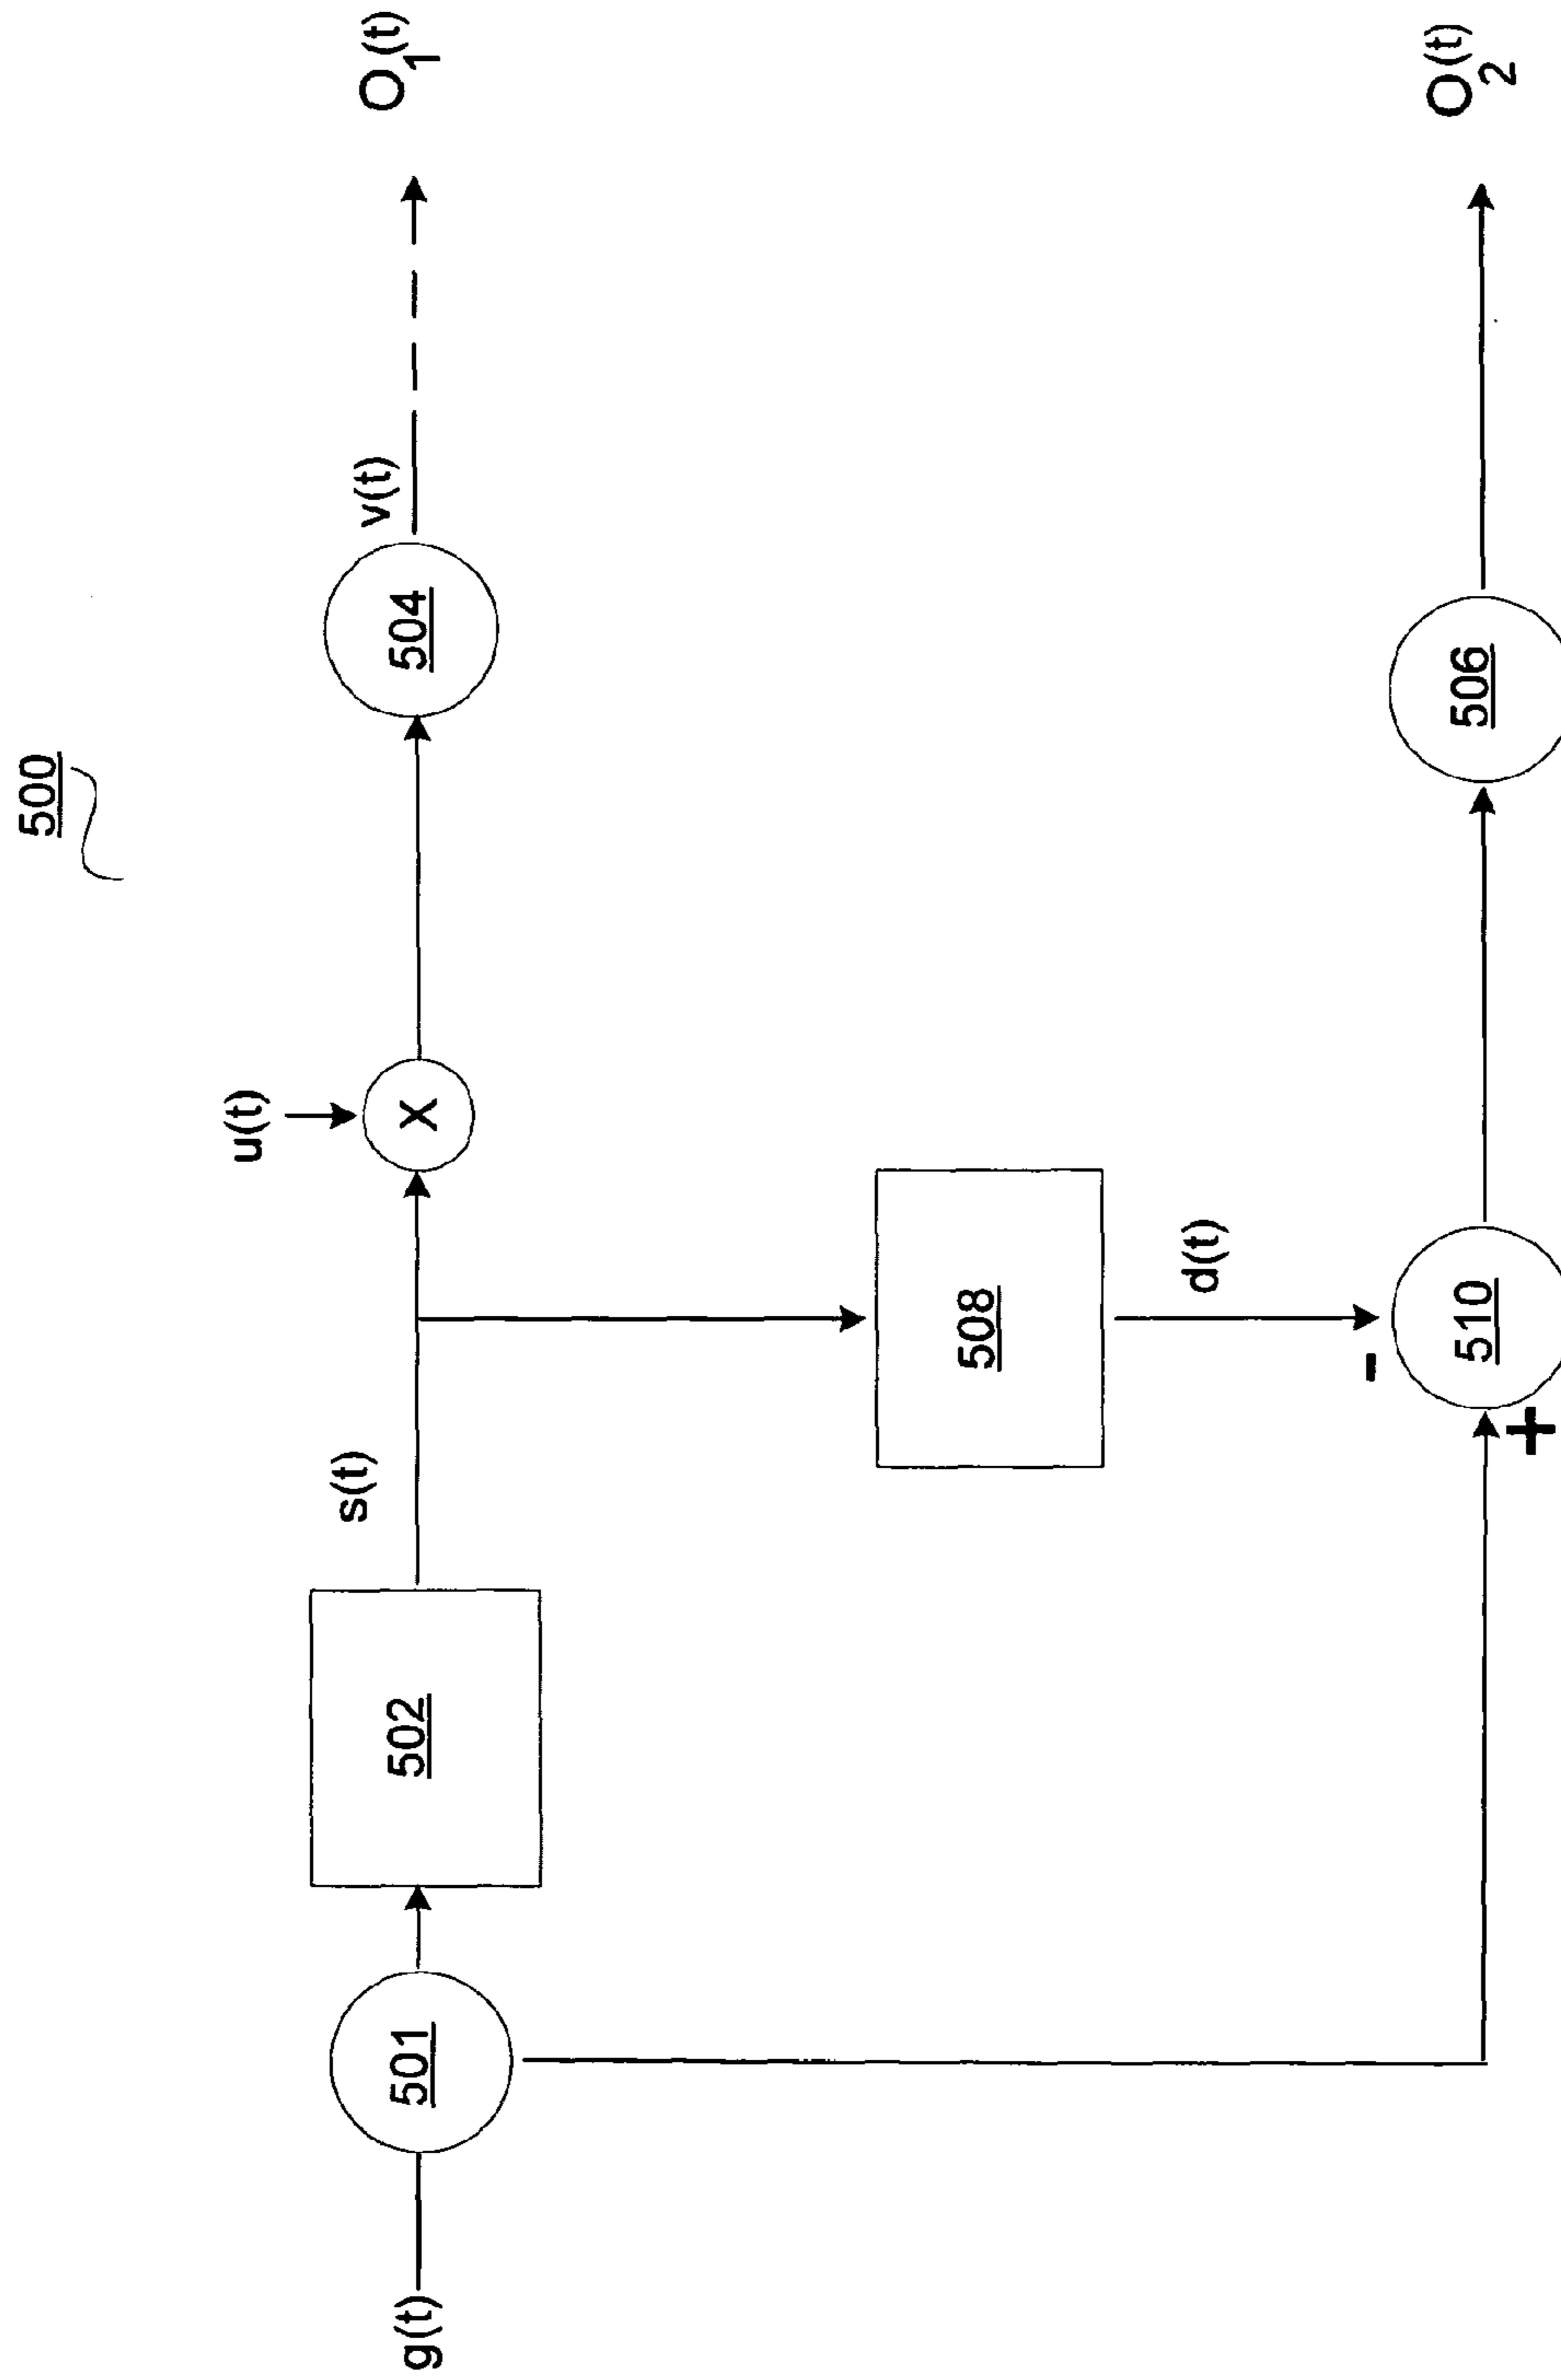 500
g(t)
501
502
s(t)
u(t)
X
504
v(t)
O1(t)
508
d(t)
-
+
510
506
O2(t)